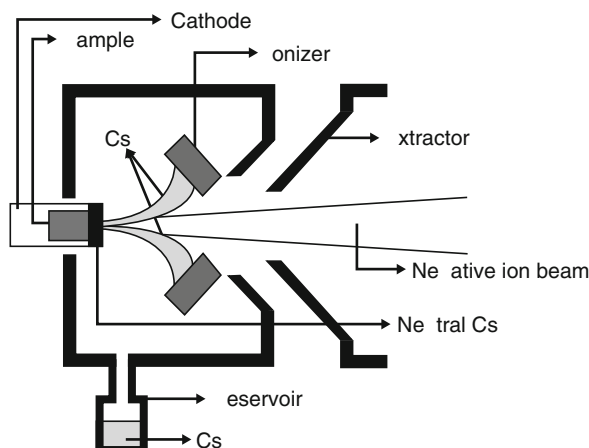 Cathode
ample
onizer
Cs
xtractor
Ne ative ion beam
Ne tral Cs
eservoir
Cs